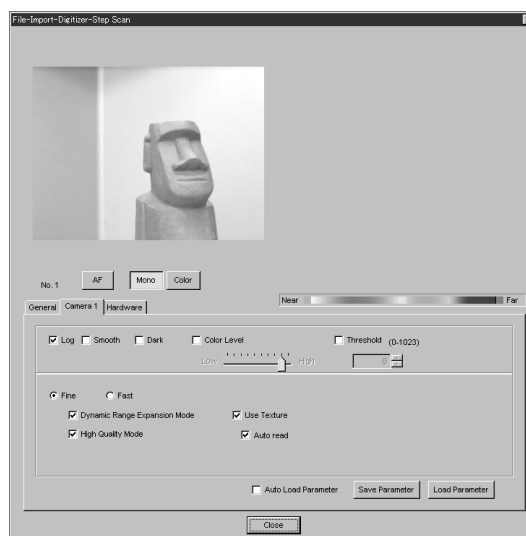 File-Import-Digitizer-Step Scan
No. 1 AF Mono Color
Near Far
General Camera 1 Hardware
Log Smooth Dark Color Level Threshold (0-1023)
Low High 0
Fine Fast
Dynamic Range Expansion Mode Use Texture
High Quality Mode Auto read
Auto Load Parameter Save Parameter Load Parameter
Close